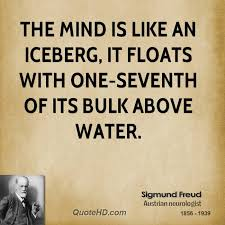 THE MIND IS LIKE AN
ICEBERG, IT FLOATS
WITH ONE-SEVENTH
OF ITS BULK ABOVE
WATER.
Sigmund Freud
Austrian neurologist
1856 - 1939
QuoteHD.com